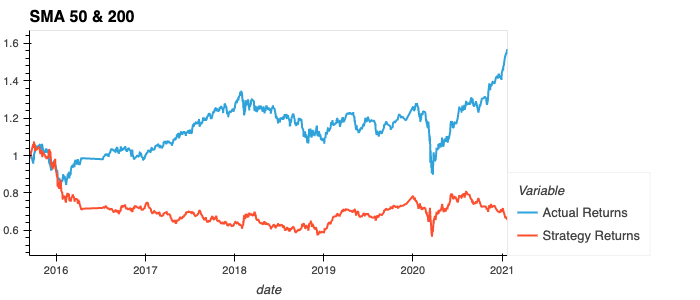 SMA 50 & 200
1.6
1.4
1.2
1
0.8
0.6
2016 2017 2018 2019 2020 2021
date
Variable
Actual Returns
Strategy Returns